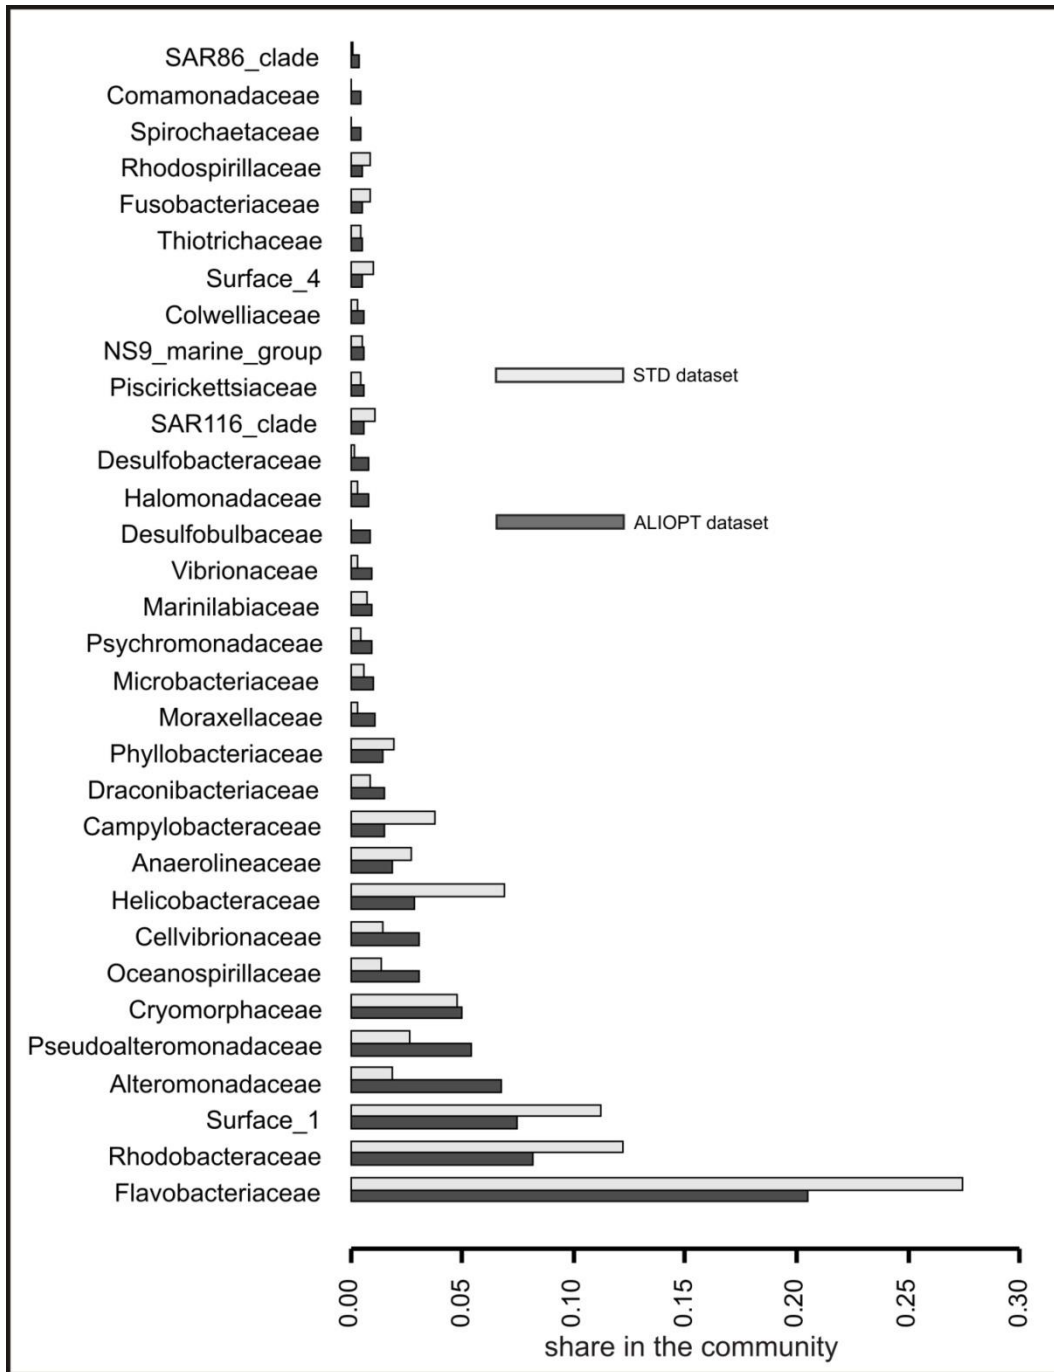 SAR86_clade
Comamonadaceae
Spirochaetaceae
Rhodospirillaceae
Fusobacteriaceae
Thiotrichaceae
Surface_4
Colwelliaceae
NS9_marine_group
Piscirickettsiaceae
STD dataset
SAR116_clade
Desulfobacteraceae
Halomonadaceae
ALIOPT dataset
Desulfobulbaceae
Vibrionaceae
Marinilabiaceae
Psychromonadaceae
Microbacteriaceae
Moraxellaceae
Phyllobacteriaceae
Draconibacteriaceae
Campylobacteraceae
Anaerolineaceae
Helicobacteraceae
Cellvibrionaceae
Oceanospirillaceae
Cryomorphaceae
Pseudoalteromonadaceae
Alteromonadaceae
Surface_1
Rhodobacteraceae
Flavobacteriaceae
0.00
0.05
0.10
0.15
0.20
0.25
0.30
share in the community